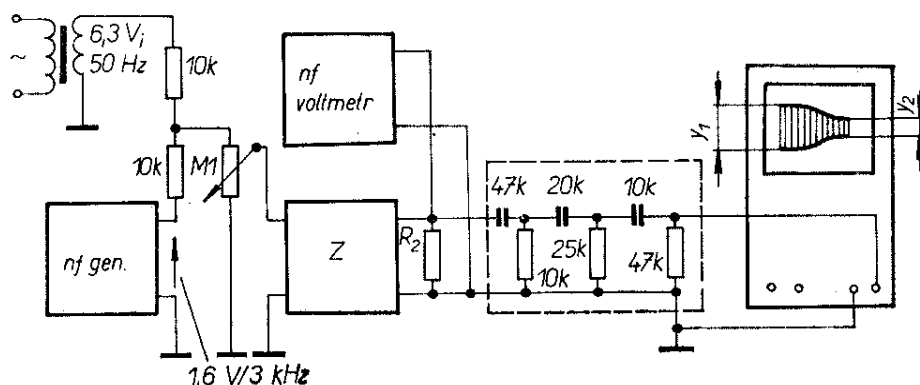 6,3 V;
50 Hz
~
10k
10k
M1
nf gen.
1,6 V/3 kHz
nf
voltmetr
Z
R2
47k
20k
10k
10k
25k
47k
y1
y2